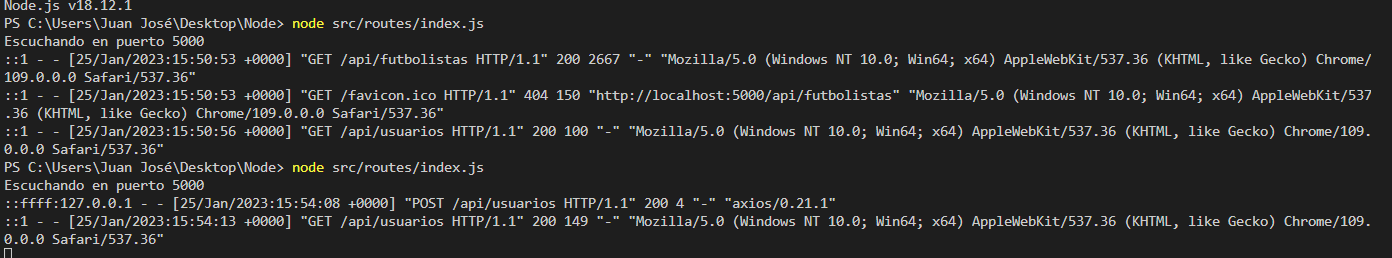 Node.js v18.12.1
PS C:\Users\Juan José\Desktop\Node> node src/routes/index.js
Escuchando en puerto 5000
::1 - - [25/Jan/2023:15:50:53 +0000] "GET /api/futbolistas HTTP/1.1" 200 2667 "-" "Mozilla/5.0 (Windows NT 10.0; Win64; x64) AppleWebKit/537.36 (KHTML, like Gecko) Chrome/
109.0.0.0 Safari/537.36"
::1 - - [25/Jan/2023:15:50:53 +0000] "GET /favicon.ico HTTP/1.1" 404 150 "http://localhost:5000/api/futbolistas" "Mozilla/5.0 (Windows NT 10.0; Win64; x64) AppleWebKit/537
.36 (KHTML, like Gecko) Chrome/109.0.0.0 Safari/537.36"
::1 - - [25/Jan/2023:15:50:56 +0000] "GET /api/usuarios HTTP/1.1" 200 100 "-" "Mozilla/5.0 (Windows NT 10.0; Win64; x64) AppleWebKit/537.36 (KHTML, like Gecko) Chrome/109.
0.0.0 Safari/537.36"
PS C:\Users\Juan José\Desktop\Node> node src/routes/index.js
Escuchando en puerto 5000
::ffff:127.0.0.1 - - [25/Jan/2023:15:54:08 +0000] "POST /api/usuarios HTTP/1.1" 200 4 "-" "axios/0.21.1"
::1 - - [25/Jan/2023:15:54:13 +0000] "GET /api/usuarios HTTP/1.1" 200 149 "-" "Mozilla/5.0 (Windows NT 10.0; Win64; x64) AppleWebKit/537.36 (KHTML, like Gecko) Chrome/109.
0.0.0 Safari/537.36"